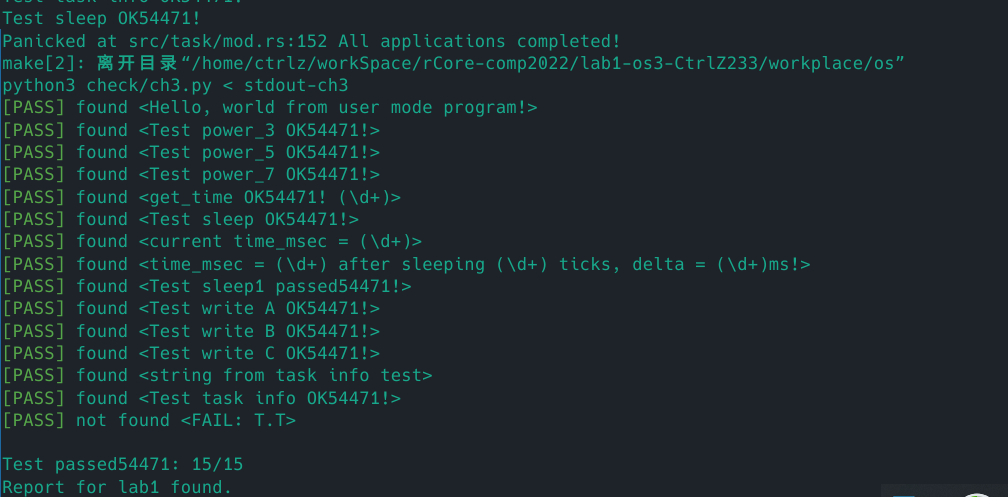 Test task info OK54471!
Test sleep OK54471!
Panicked at src/task/mod.rs:152 All applications completed!
make[2]: 离开目录“/home/ctrlz/workSpace/rCore-comp2022/lab1-os3-CtrlZ233/workplace/os”
python3 check/ch3.py < stdout-ch3
[PASS] found <Hello, world from user mode program!>
[PASS] found <Test power_3 OK54471!>
[PASS] found <Test power_5 OK54471!>
[PASS] found <Test power_7 OK54471!>
[PASS] found <get_time OK54471! (\d+)>
[PASS] found <Test sleep OK54471!>
[PASS] found <current time_msec = (\d+)>
[PASS] found <time_msec = (\d+) after sleeping (\d+) ticks, delta = (\d+)ms!>
[PASS] found <Test sleep1 passed54471!>
[PASS] found <Test write A OK54471!>
[PASS] found <Test write B OK54471!>
[PASS] found <Test write C OK54471!>
[PASS] found <string from task info test>
[PASS] found <Test task info OK54471!>
[PASS] not found <FAIL: T.T>
Test passed54471: 15/15
Report for lab1 found.